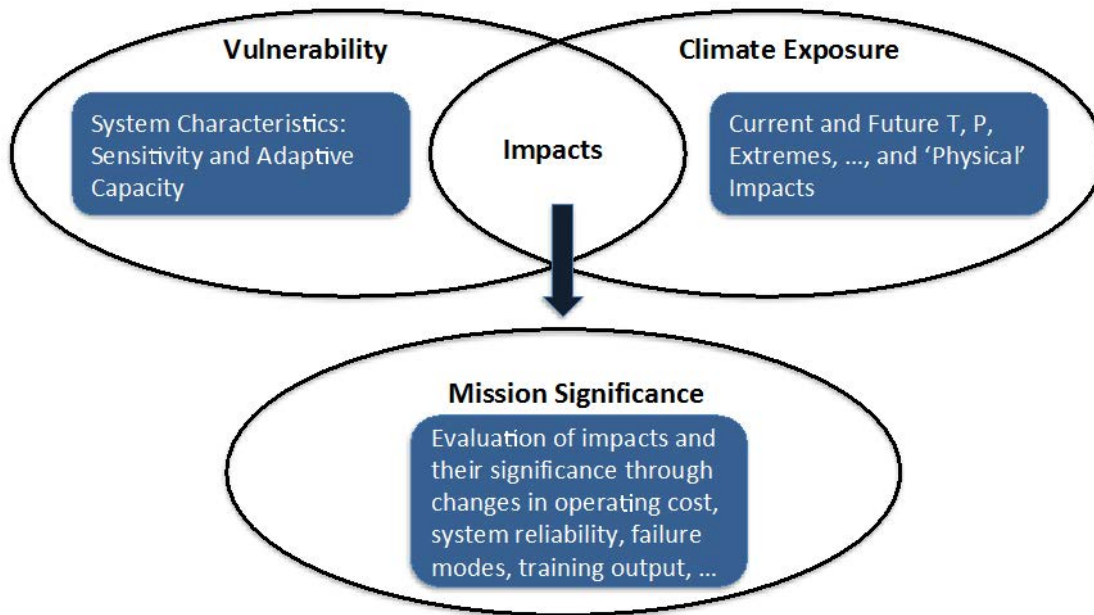 Vulnerability
Climate Exposure
System Characteristics:
Sensitivity and Adaptive
Capacity
Impacts
Current and Future T, P,
Extremes, …, and ‘Physical’
Impacts
Mission Significance
Evaluation of impacts and
their significance through
changes in operating cost,
system reliability, failure
modes, training output, …